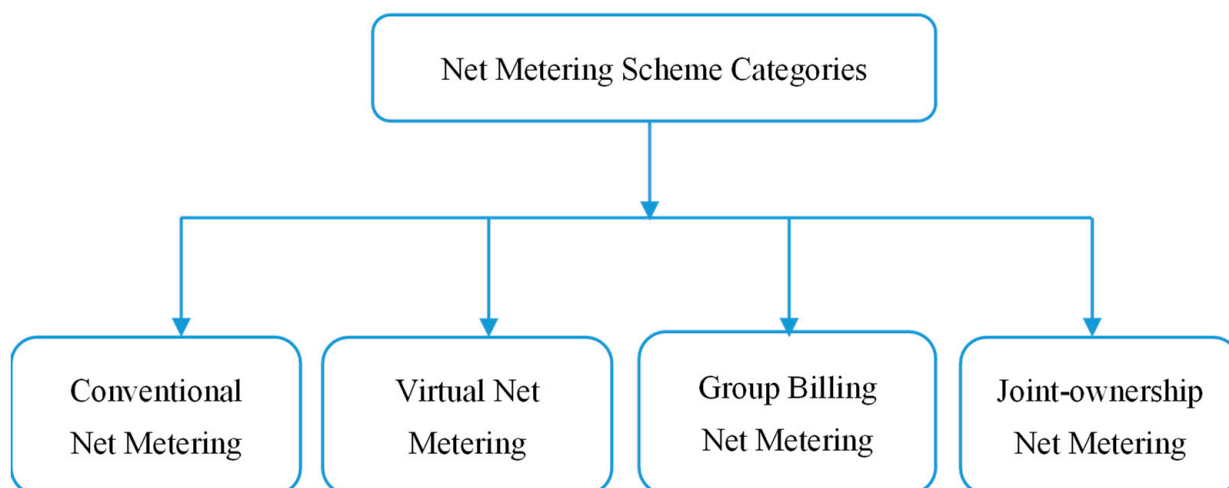 Net Metering Scheme Categories
Conventional
Net Metering
Virtual Net
Metering
Group Billing
Net Metering
Joint-ownership
Net Metering